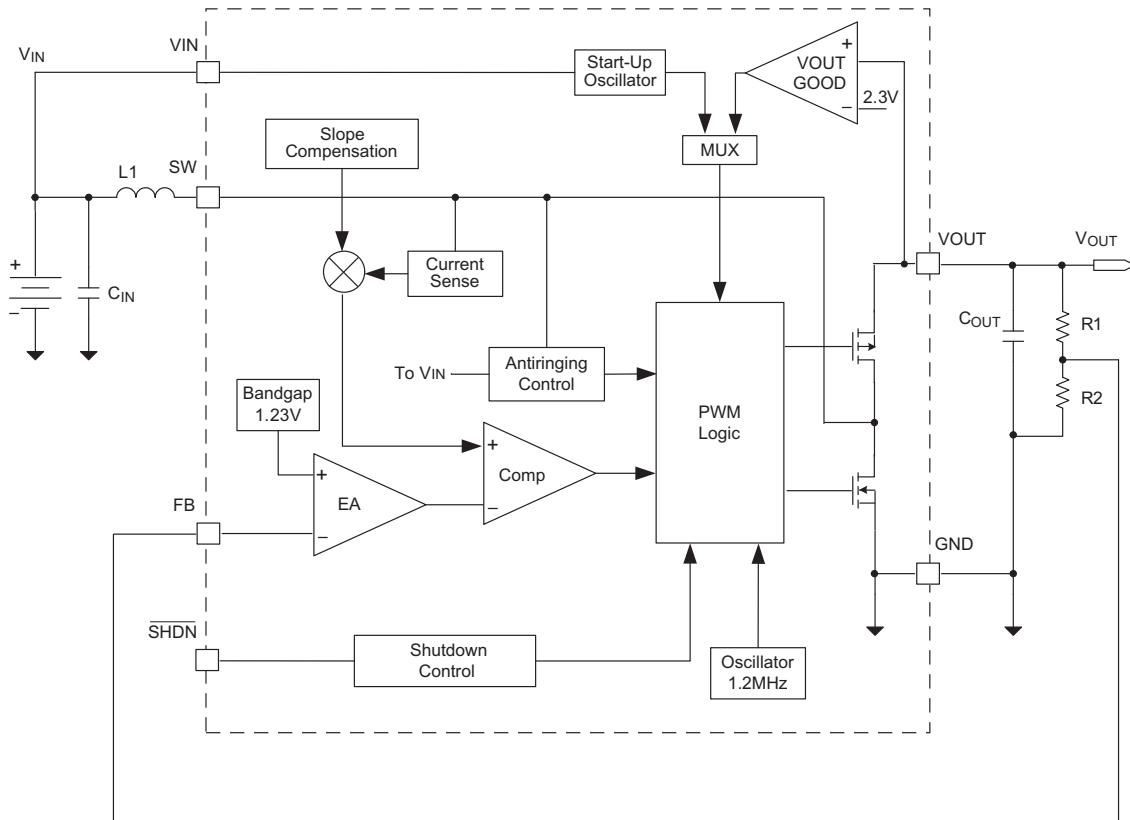 VIN
VIN
Start-Up
Oscillator
+
VOUT
GOOD
−
2.3V
MUX
Slope
Compensation
L1
SW
Current
Sense
VOUT
VOUT
+
−
CIN
COUT
R1
R2
To VIN
Antiringing
Control
PWM
Logic
Bandgap
1.23V
+
−
Comp
+
−
EA
FB
GND
SHDN
Shutdown
Control
Oscillator
1.2MHz